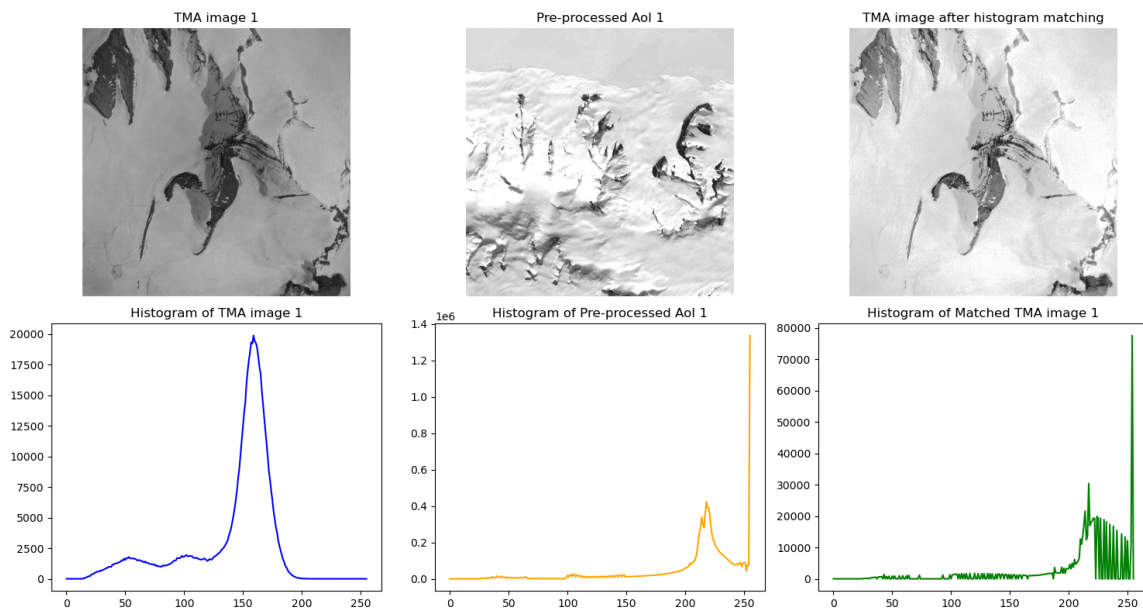 TMA image 1
Pre-processed AoI 1
TMA image after histogram matching
Histogram of TMA image 1
20000
17500
15000
12500
10000
7500
5000
2500
0
0 50 100 150 200 250
1e6
Histogram of Pre-processed AoI 1
1.4
1.2
1.0
0.8
0.6
0.4
0.2
0.0
0 50 100 150 200 250
Histogram of Matched TMA image 1
80000
70000
60000
50000
40000
30000
20000
10000
0
0 50 100 150 200 250